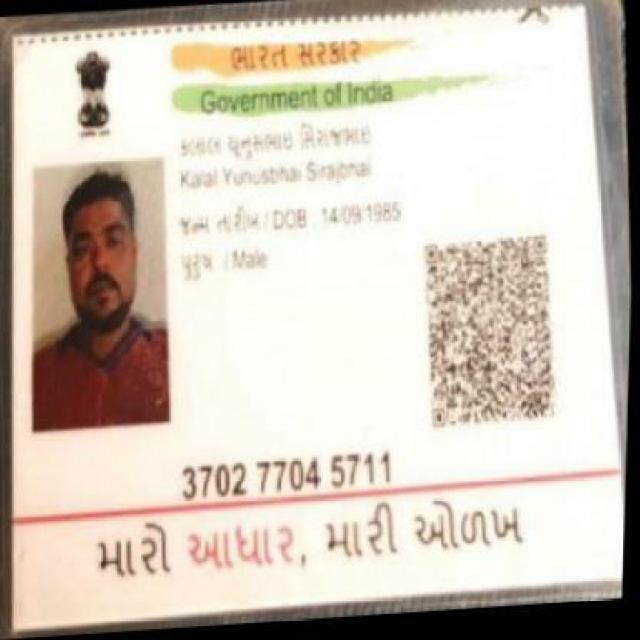 ભારત સરકાર
Government of India
કલાલ યૂનુસભાઇ સિરાજભાઇ
Kalal Yunusbhai Sirajbhai
જન્મ તારીખ / DOB : 14/09/1985
પુરુષ / Male
3702 7704 5711
મારો આધાર, મારી ઓળખ